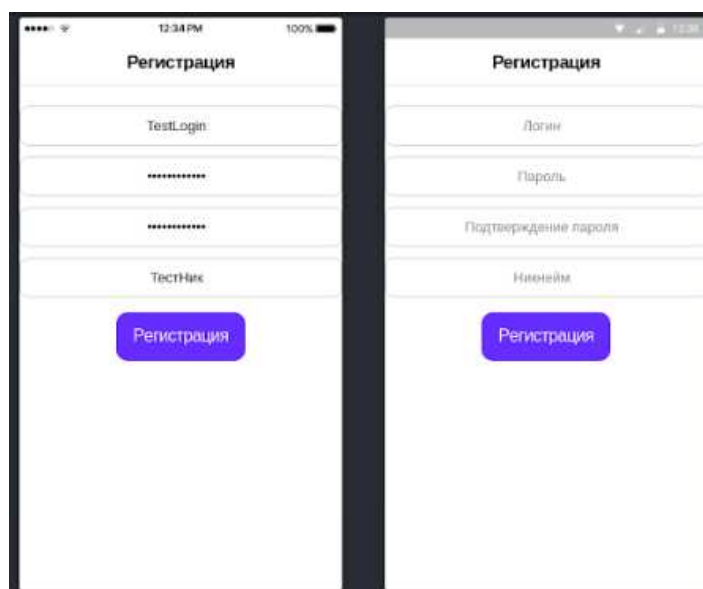 12:34 PM 100%
Регистрация
TestLogin
••••••••••••
••••••••••••
ТестНик
Регистрация
Регистрация
Логин
Пароль
Подтверждение пароля
Никнейм
Регистрация